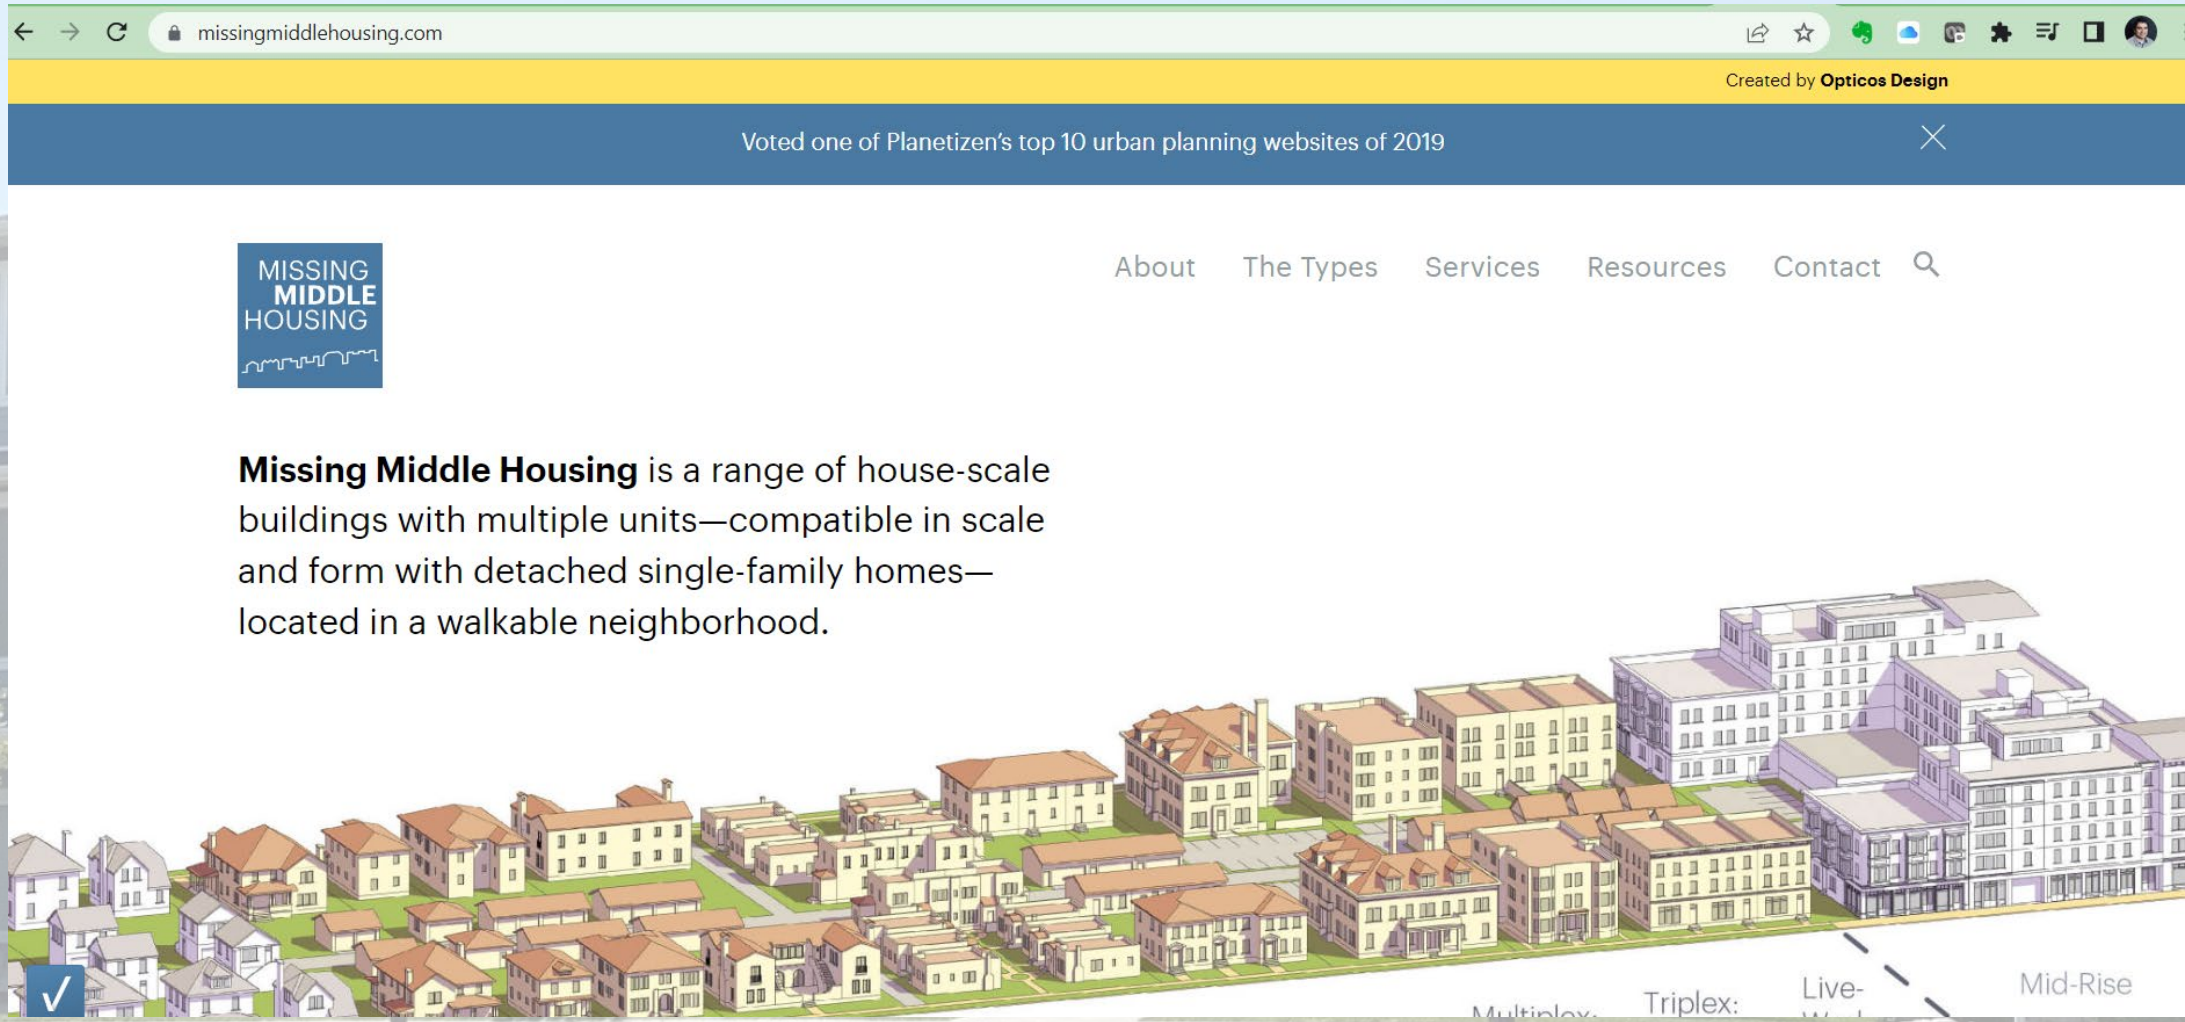 missingmiddlehousing.com
Created by Opticos Design
Voted one of Planetizen's top 10 urban planning websites of 2019
MISSING
MIDDLE
HOUSING
About The Types Services Resources Contact
Missing Middle Housing is a range of house-scale
buildings with multiple units—compatible in scale
and form with detached single-family homes—
located in a walkable neighborhood.
Live-
Mid-Rise
Triplex:
Multiplex: